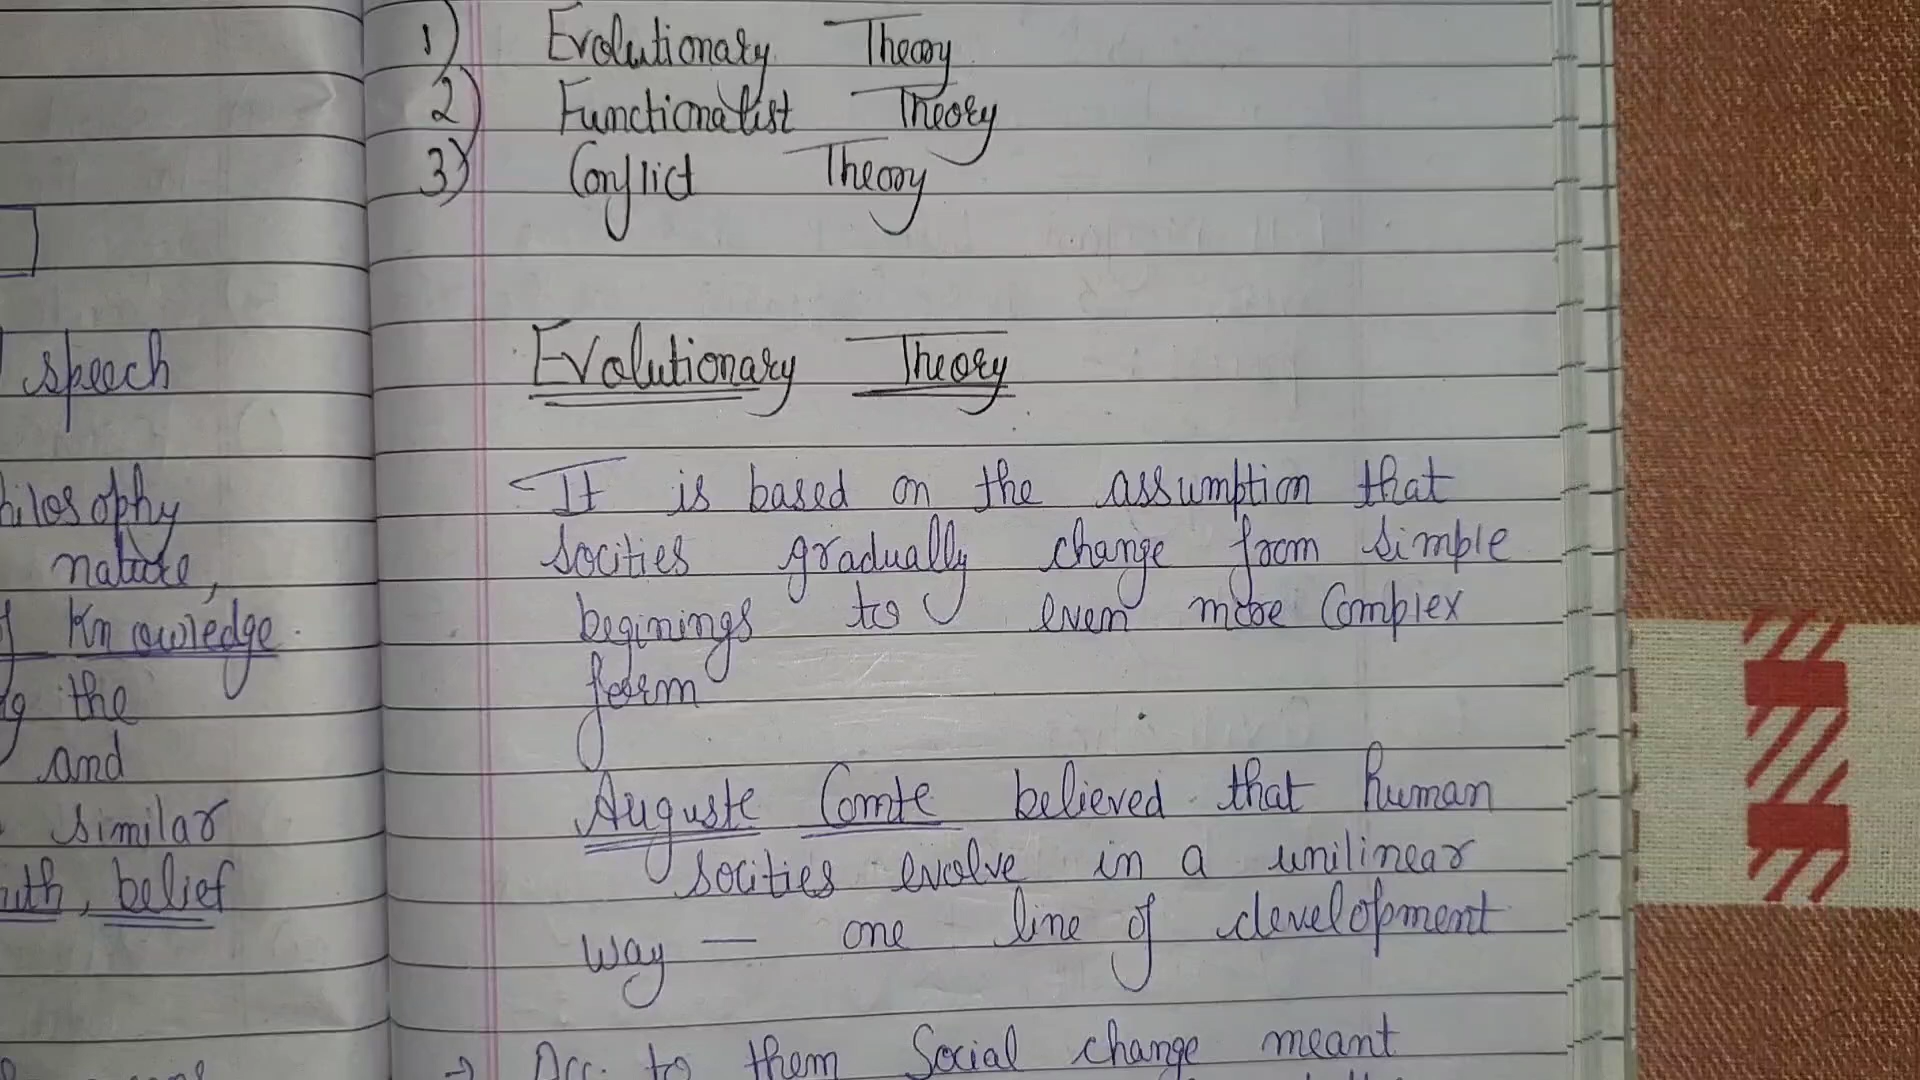 speech
philosophy
nature,
Knowledge
the
and
similar
belief
1) Evolutionary Theory
2) Functionalist Theory
3) Conflict Theory
Evolutionary Theory
It is based on the assumption that
socities gradually change from simple
beginings to even more Complex
form
Auguste Comte believed that human
socities evolve in a unilinear
way — one line of development
→ Acc. to them Social change meant